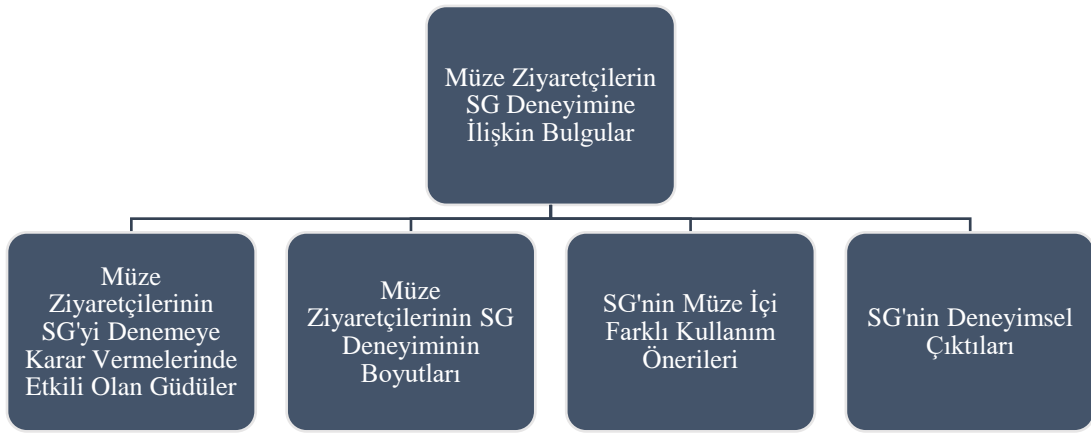 Müze Ziyaretçilerin
SG Deneyimine
İlişkin Bulgular
Müze
Ziyaretçilerinin
SG'yi Denemeye
Karar Vermelerinde
Etkili Olan Güdüler
Müze
Ziyaretçilerinin SG
Deneyiminin
Boyutları
SG'nin Müze İçi
Farklı Kullanım
Önerileri
SG'nin Deneyimsel
Çıktıları